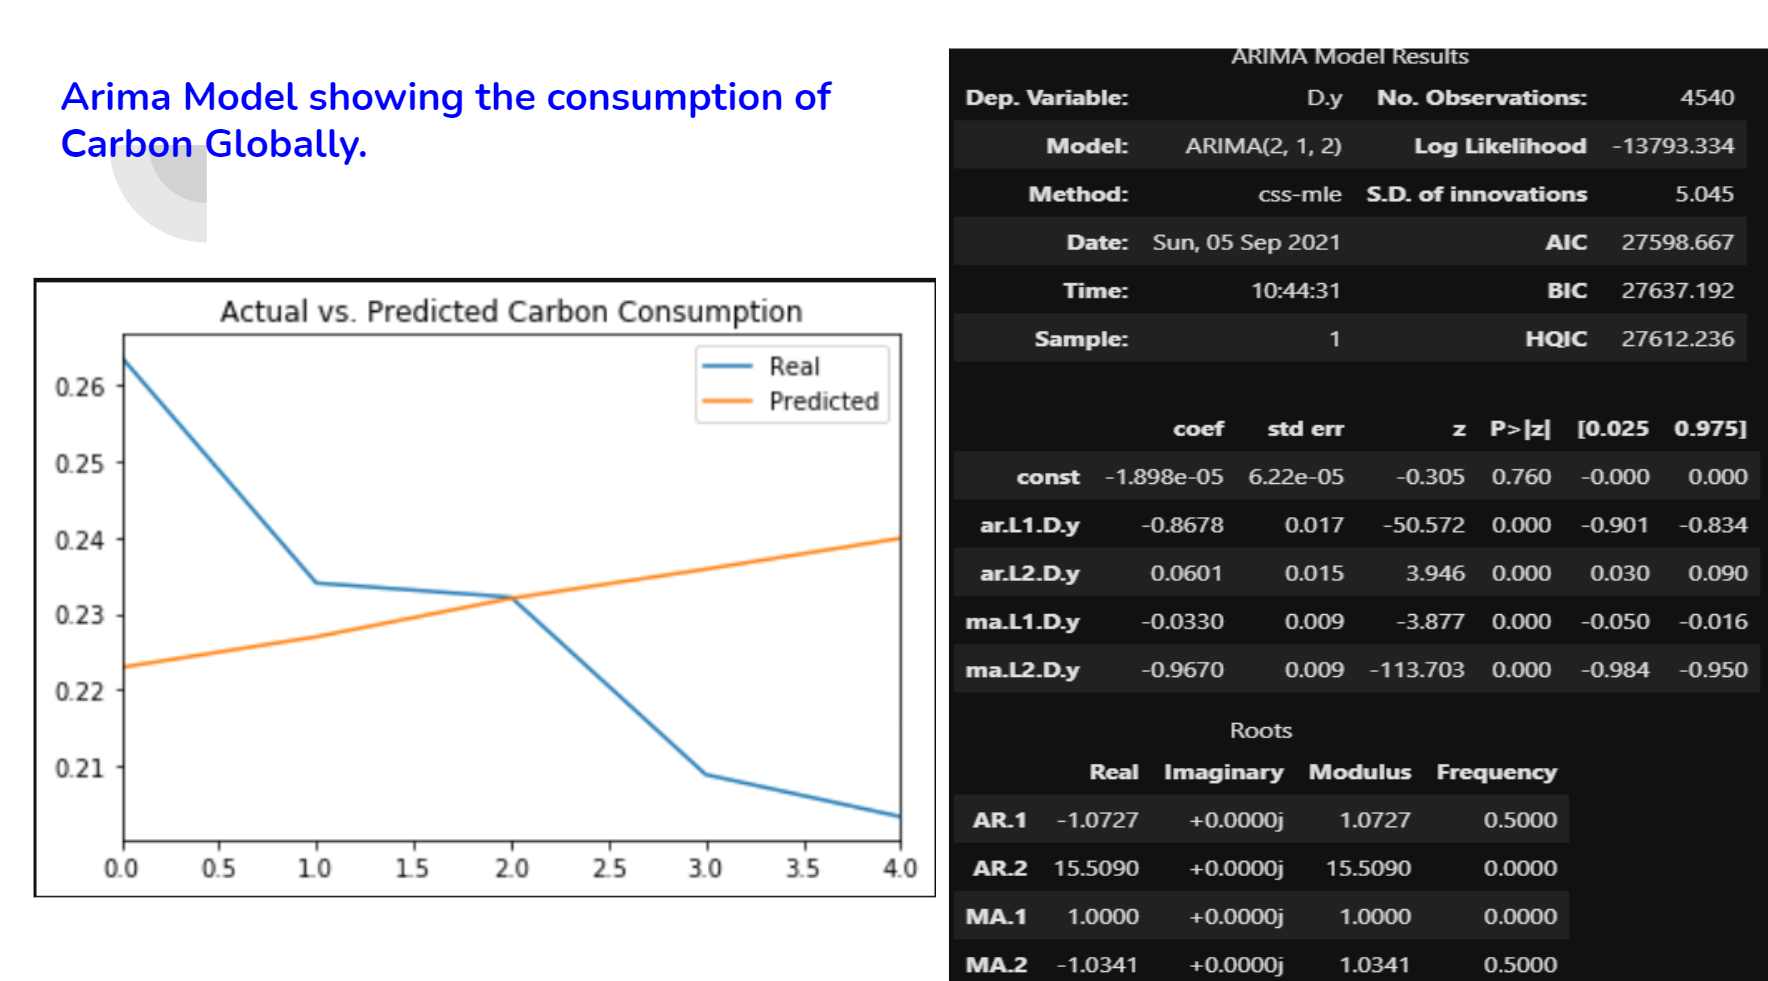 Arima Model showing the consumption of
Carbon Globally.
Actual vs. Predicted Carbon Consumption
Real
Predicted
0.26
0.25
0.24
0.23
0.22
0.21
0.0 0.5 1.0 1.5 2.0 2.5 3.0 3.5 4.0
ARIMA Model Results
Dep. Variable: D.y No. Observations: 4540
Model: ARIMA(2, 1, 2) Log Likelihood -13793.334
Method: css-mle S.D. of innovations 5.045
Date: Sun, 05 Sep 2021 AIC 27598.667
Time: 10:44:31 BIC 27637.192
Sample: 1 HQIC 27612.236
coef std err z P>|z| [0.025 0.975]
const -1.898e-05 6.22e-05 -0.305 0.760 -0.000 0.000
ar.L1.D.y -0.8678 0.017 -50.572 0.000 -0.901 -0.834
ar.L2.D.y 0.0601 0.015 3.946 0.000 0.030 0.090
ma.L1.D.y -0.0330 0.009 -3.877 0.000 -0.050 -0.016
ma.L2.D.y -0.9670 0.009 -113.703 0.000 -0.984 -0.950
Roots
Real Imaginary Modulus Frequency
AR.1 -1.0727 +0.0000j 1.0727 0.5000
AR.2 15.5090 +0.0000j 15.5090 0.0000
MA.1 1.0000 +0.0000j 1.0000 0.0000
MA.2 -1.0341 +0.0000j 1.0341 0.5000